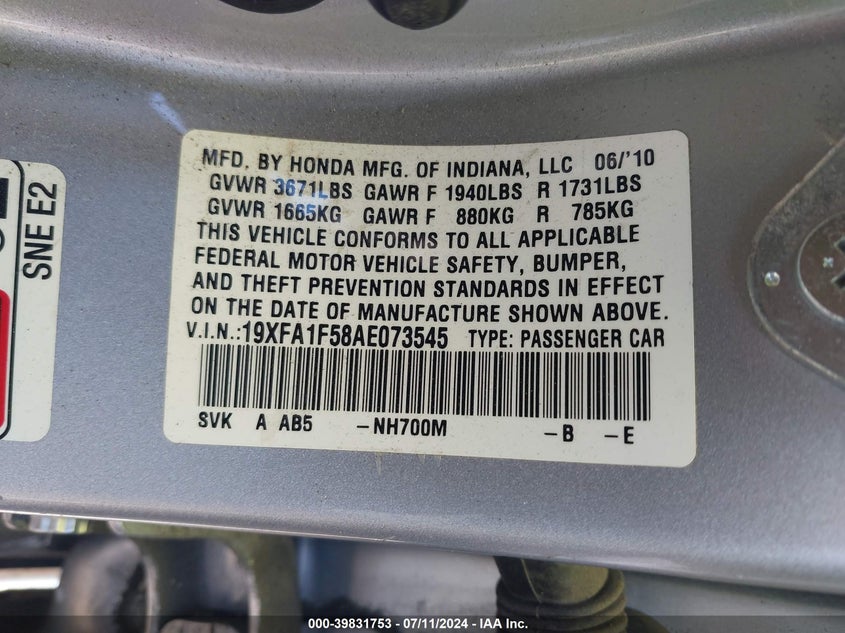 SNE E2
MFD. BY HONDA MFG. OF INDIANA, LLC 06/'10
GVWR 3671LBS GAWR F 1940LBS R 1731LBS
GVWR 1665KG GAWR F 880KG R 785KG
THIS VEHICLE CONFORMS TO ALL APPLICABLE
FEDERAL MOTOR VEHICLE SAFETY, BUMPER,
AND THEFT PREVENTION STANDARDS IN EFFECT
ON THE DATE OF MANUFACTURE SHOWN ABOVE.
V.I.N.:19XFA1F58AE073545 TYPE: PASSENGER CAR
SVK A AB5 -NH700M -B -E
000-39831753 / 07/11/2024 - IAA Inc.